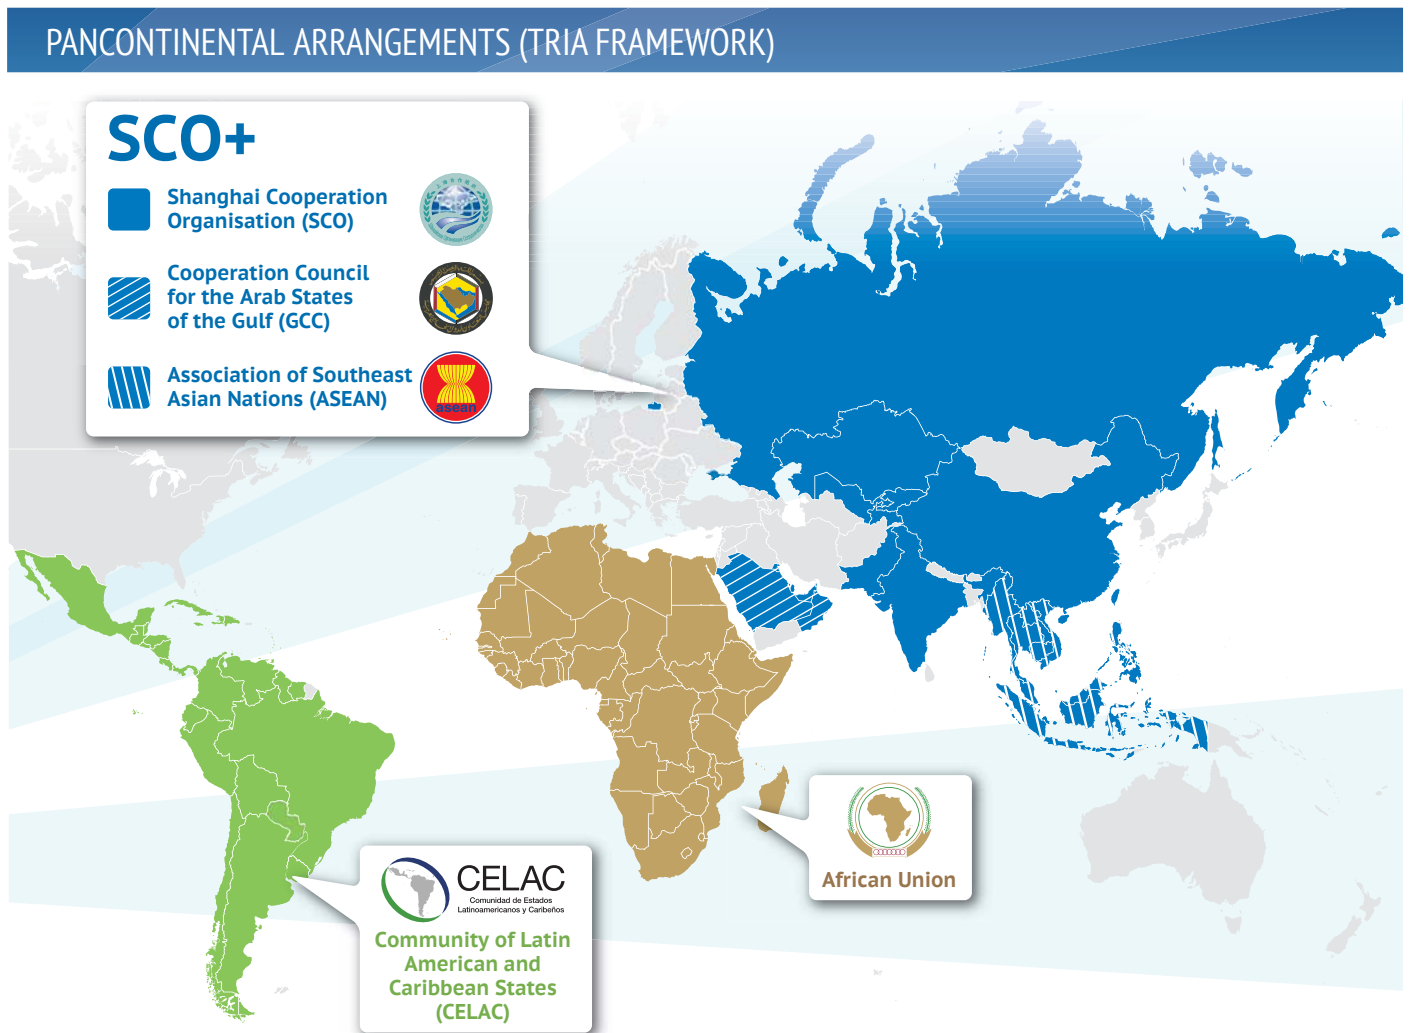 PANCONTINENTAL ARRANGEMENTS (TRIA FRAMEWORK)
SCO+
Shanghai Cooperation
Organisation (SCO)
Cooperation Council
for the Arab States
of the Gulf (GCC)
Association of Southeast
Asian Nations (ASEAN)
asean
African Union
CELAC
Comunidad de Estados
Latinoamericanos y Caribeños
Community of Latin
American and
Caribbean States
(CELAC)